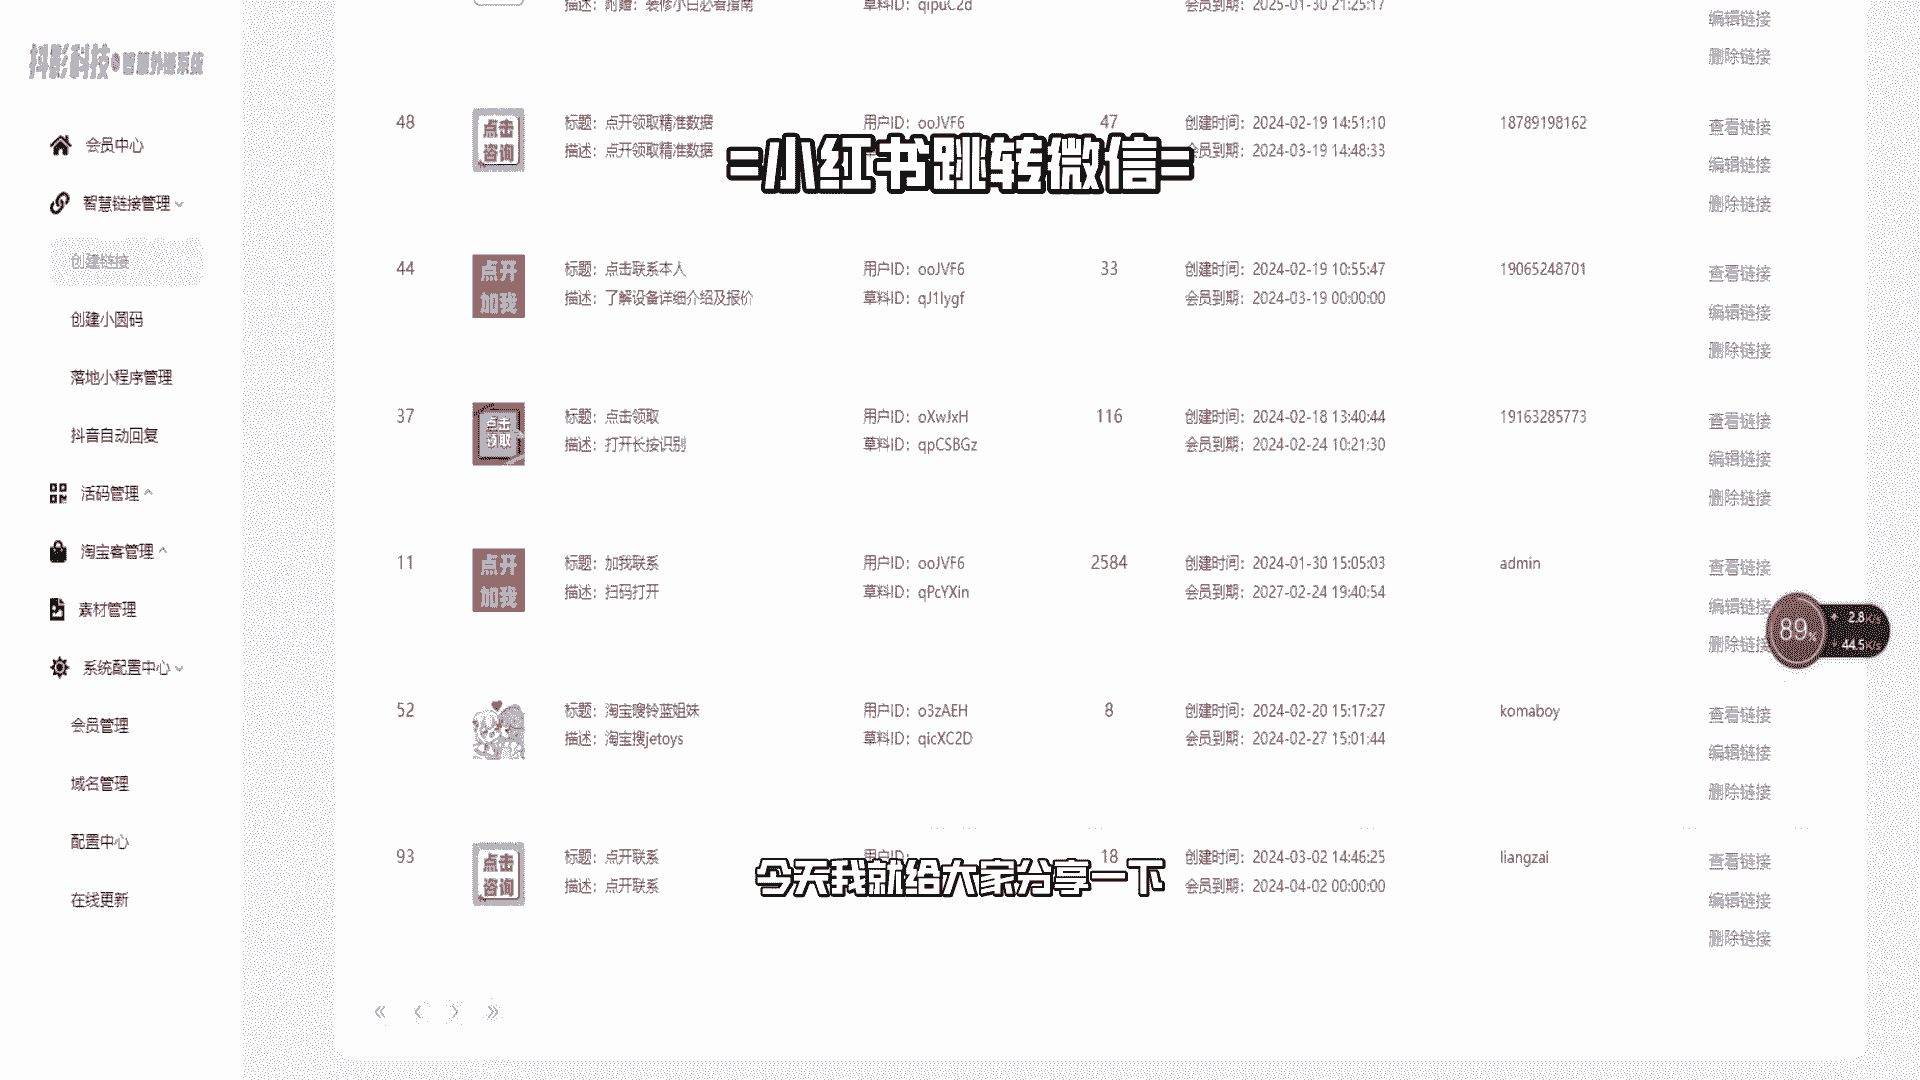 描述：附赠：装修小白必看指南
草料ID：qipuC2d
会员到期：2025-01-30 21:25:17
编辑链接
删除链接
抖影科技 智慧外链系统
会员中心
智慧链接管理
创建链接
创建小圆码
落地小程序管理
抖音自动回复
活码管理
淘宝客管理
素材管理
系统配置中心
会员管理
域名管理
配置中心
在线更新
48
点击
咨询
标题：点开领取精准数据
用户ID：ooJVF6
47
创建时间：2024-02-19 14:51:10
18789198162
查看链接
描述：点开领取精准数据
会员到期：2024-03-19 14:48:33
编辑链接
删除链接
=小红书跳转微信=
44
点开
加我
标题：点击联系本人
用户ID：ooJVF6
33
创建时间：2024-02-19 10:55:47
19065248701
查看链接
描述：了解设备详细介绍及报价
草料ID：qJ1lygf
会员到期：2024-03-19 00:00:00
编辑链接
删除链接
37
点击
领取
标题：点击领取
用户ID：oXwJxH
116
创建时间：2024-02-18 13:40:44
19163285773
查看链接
描述：打开长按识别
草料ID：qpCSBGz
会员到期：2024-02-24 10:21:30
编辑链接
删除链接
11
点开
加我
标题：加我联系
用户ID：ooJVF6
2584
创建时间：2024-01-30 15:05:03
admin
查看链接
描述：扫码打开
草料ID：qPcYXin
会员到期：2027-02-24 19:40:54
编辑链接
删除链接
89%
2.8K/s
44.5K/s
52
标题：淘宝嗖铃蓝姐妹
用户ID：o3zAEH
8
创建时间：2024-02-20 15:17:27
komaboy
查看链接
描述：淘宝搜jetoys
草料ID：qicXC2D
会员到期：2024-02-27 15:01:44
编辑链接
删除链接
93
点击
咨询
标题：点开联系
用户ID：
18
创建时间：2024-03-02 14:46:25
liangzai
查看链接
描述：点开联系
会员到期：2024-04-02 00:00:00
编辑链接
删除链接
今天我就给大家分享一下